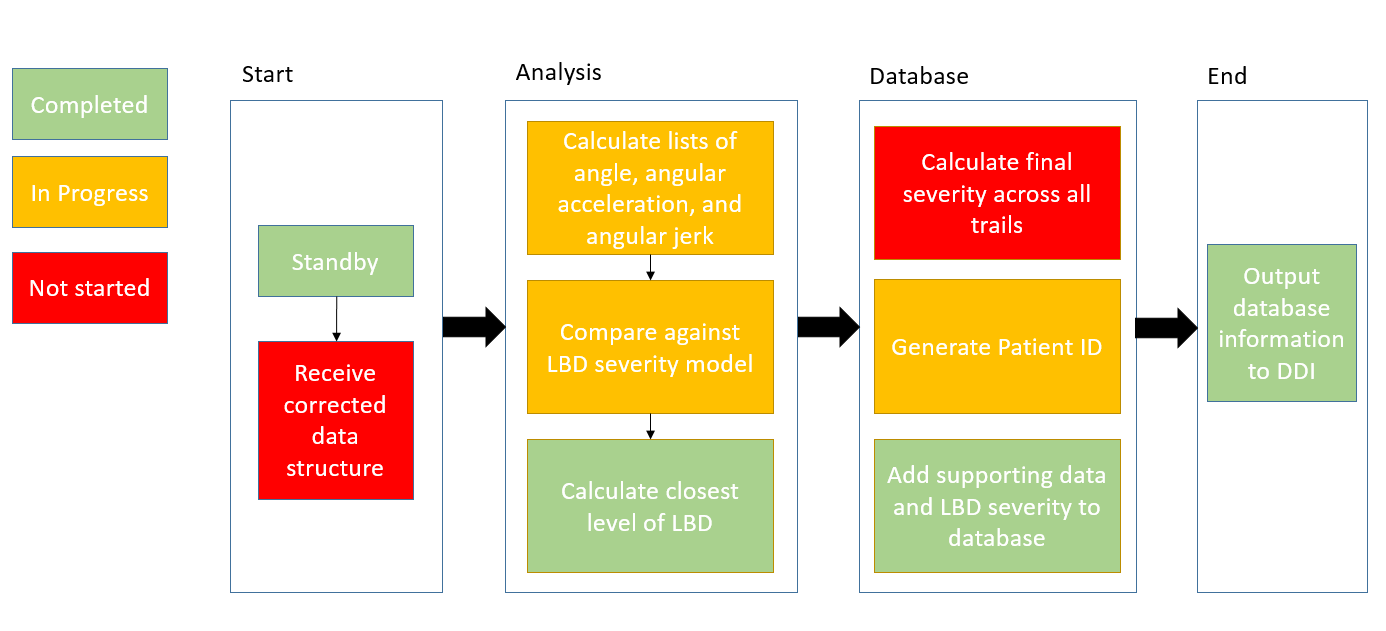 Completed
In Progress
Not started
Start
Standby
Receive
corrected
data
structure
Analysis
Calculate lists of
angle, angular
acceleration, and
angular jerk
Compare against
LBD severity model
Calculate closest
level of LBD
Database
Calculate final
severity across all
trails
Generate Patient ID
Add supporting data
and LBD severity to
database
End
Output
database
information
to DDI